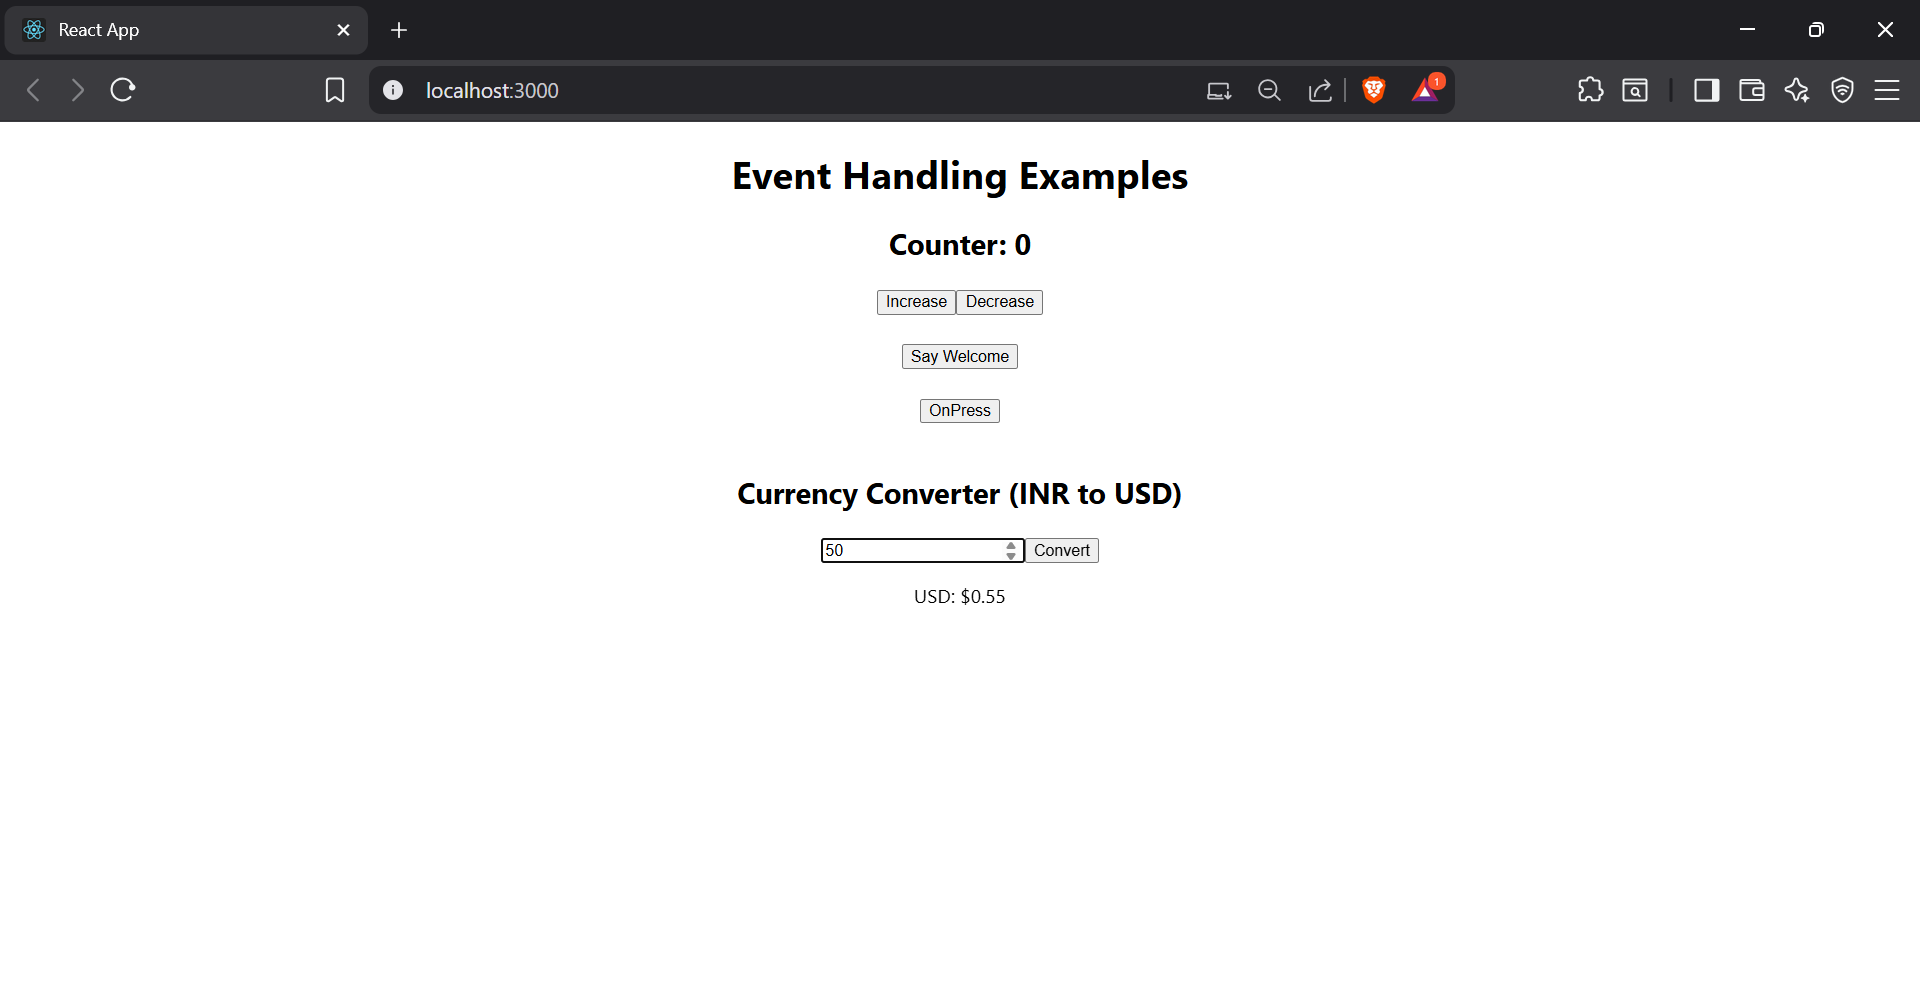 React App
localhost:3000
1
Event Handling Examples
Counter: 0
Increase Decrease
Say Welcome
OnPress
Currency Converter (INR to USD)
50 Convert
USD: $0.55